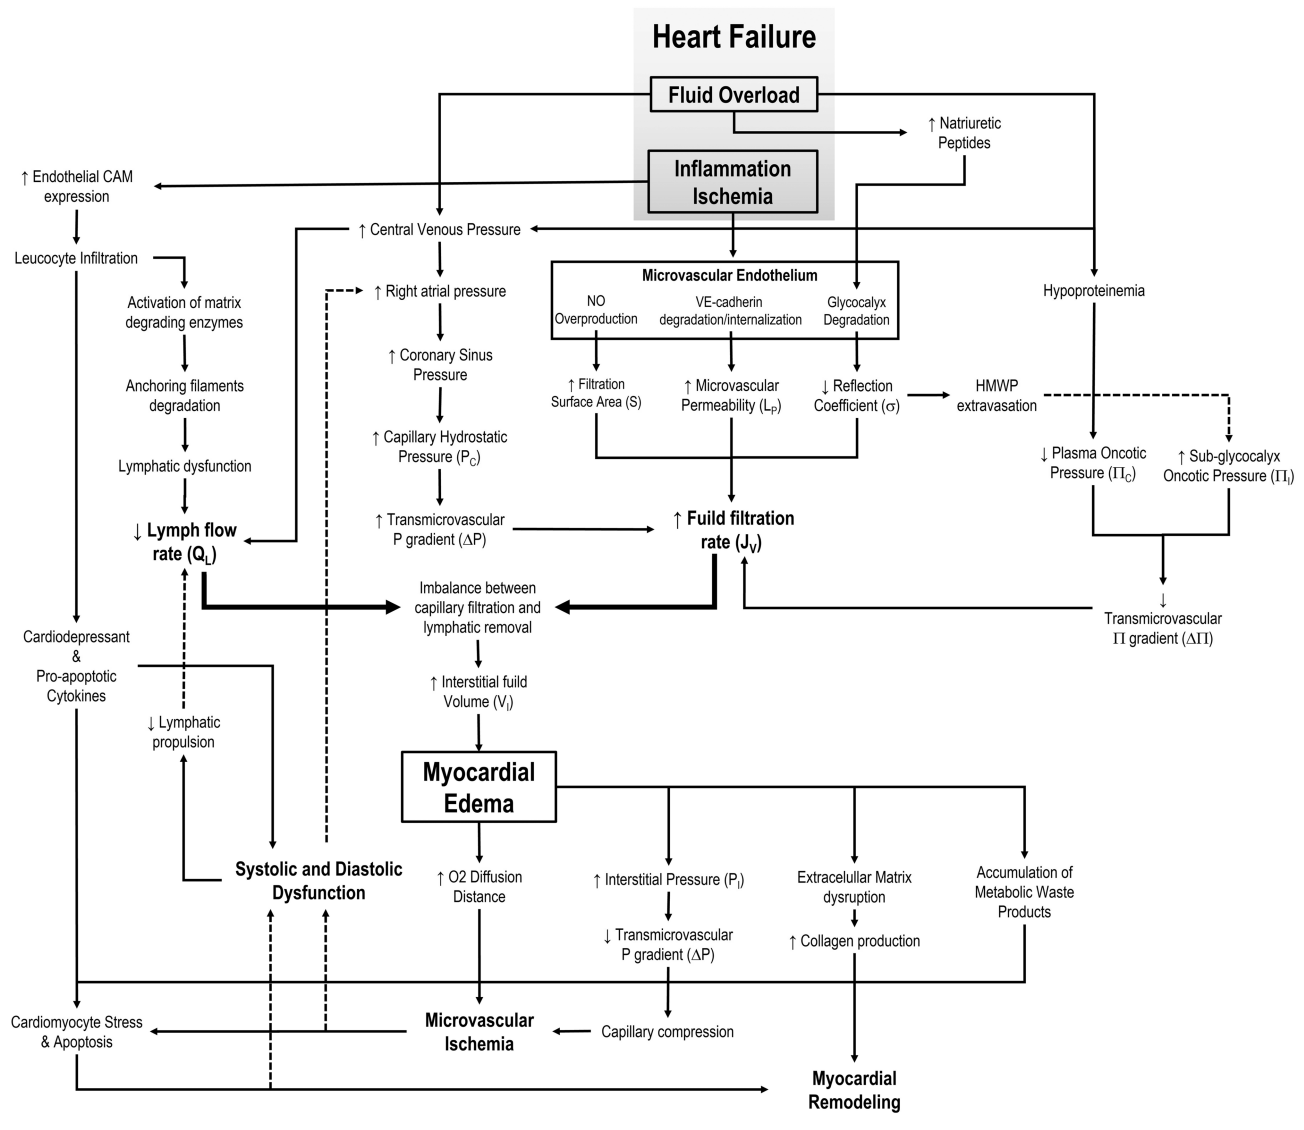 Heart Failure
Fluid Overload
↑ Natriuretic
Peptides
Inflammation
Ischemia
↑ Endothelial CAM
expression
↑ Central Venous Pressure
Leucocyte Infiltration
Microvascular Endothelium
NO
Overproduction
VE-cadherin
degradation/internalization
Glycocalyx
Degradation
Hypoproteinemia
↑ Right atrial pressure
Activation of matrix
degrading enzymes
↑ Coronary Sinus
Pressure
Anchoring filaments
degradation
↑ Filtration
Surface Area (S)
↑ Microvascular
Permeability (LP)
↓ Reflection
Coefficient (σ)
HMWP
extravasation
↑ Capillary Hydrostatic
Pressure (PC)
Lymphatic dysfunction
↓ Plasma Oncotic
Pressure (ΠC)
↑ Sub-glycocalyx
Oncotic Pressure (ΠI)
↓ Lymph flow
rate (QL)
↑ Transmicrovascular
P gradient (ΔP)
↑ Fuild filtration
rate (JV)
Imbalance between
capillary filtration and
lymphatic removal
↓
Transmicrovascular
Π gradient (ΔΠ)
Cardiodepressant
&
Pro-apoptotic
Cytokines
↑ Interstitial fuild
Volume (VI)
↓ Lymphatic
propulsion
Myocardial
Edema
Systolic and Diastolic
Dysfunction
↑ O2 Diffusion
Distance
↑ Interstitial Pressure (PI)
Extracelullar Matrix
dysruption
Accumulation of
Metabolic Waste
Products
↓ Transmicrovascular
P gradient (ΔP)
↑ Collagen production
Cardiomyocyte Stress
& Apoptosis
Microvascular
Ischemia
Capillary compression
Myocardial
Remodeling